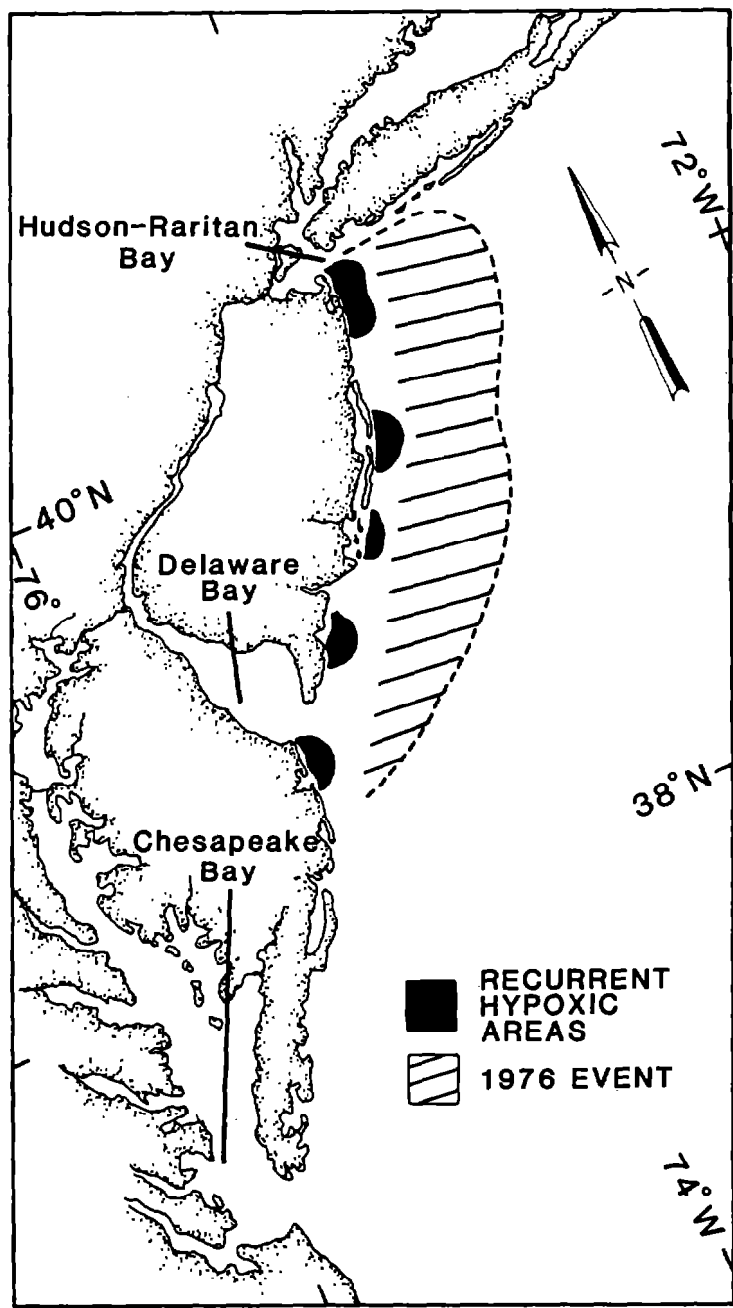 72°W
Hudson-Raritan
Bay
N
40°N
76°
Delaware
Bay
38°N
Chesapeake
Bay
RECURRENT
HYPOXIC
AREAS
1976 EVENT
74°W